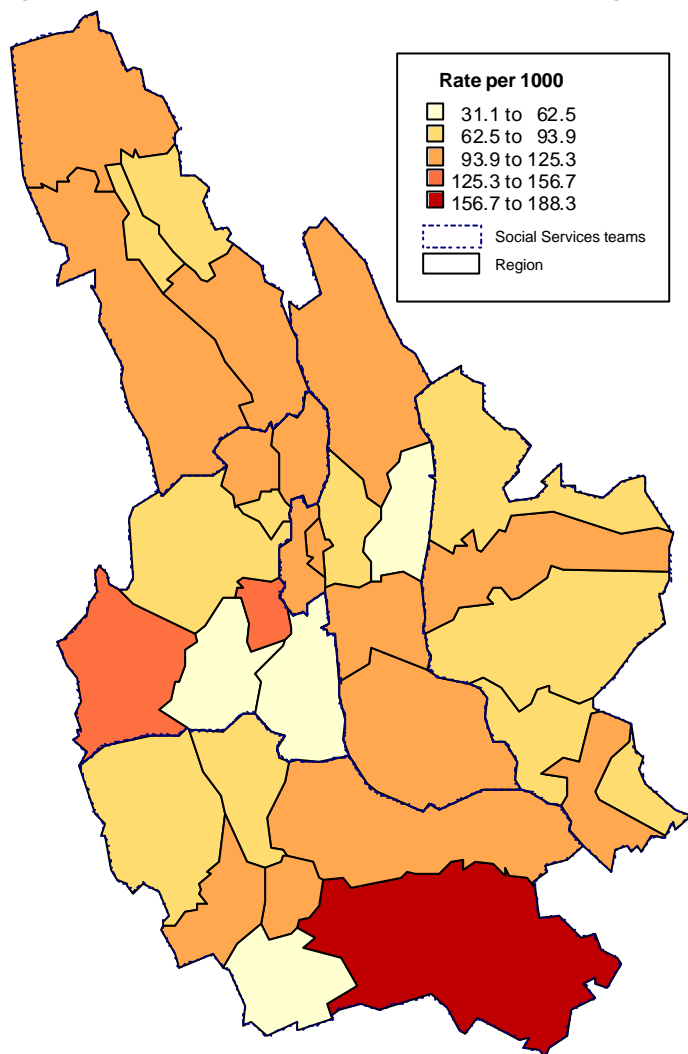 Rate per 1000
31.1 to 62.5
62.5 to 93.9
93.9 to 125.3
125.3 to 156.7
156.7 to 188.3
Social Services teams
Region